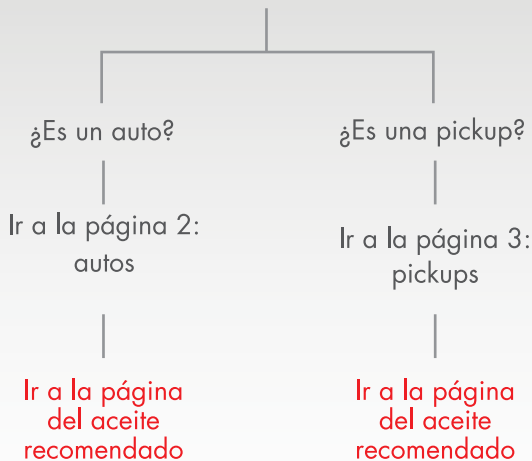 ¿Es un auto?
¿Es una pickup?
Ir a la página 2:
autos
Ir a la página 3:
pickups
Ir a la página
del aceite
recomendado
Ir a la página
del aceite
recomendado